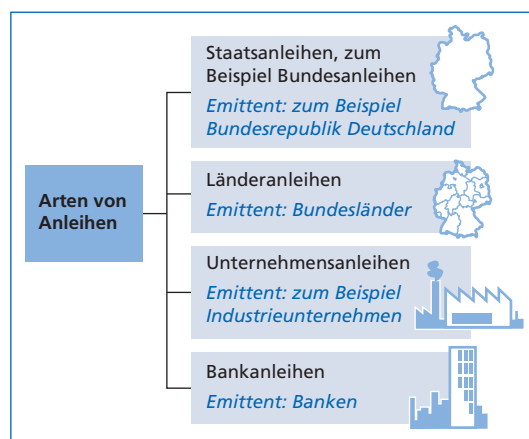 Staatsanleihen, zum
Beispiel Bundesanleihen
Emittent: zum Beispiel
Bundesrepublik Deutschland
Länderanleihen
Emittent: Bundesländer
Arten von
Anleihen
Unternehmensanleihen
Emittent: zum Beispiel
Industrieunternehmen
Bankanleihen
Emittent: Banken